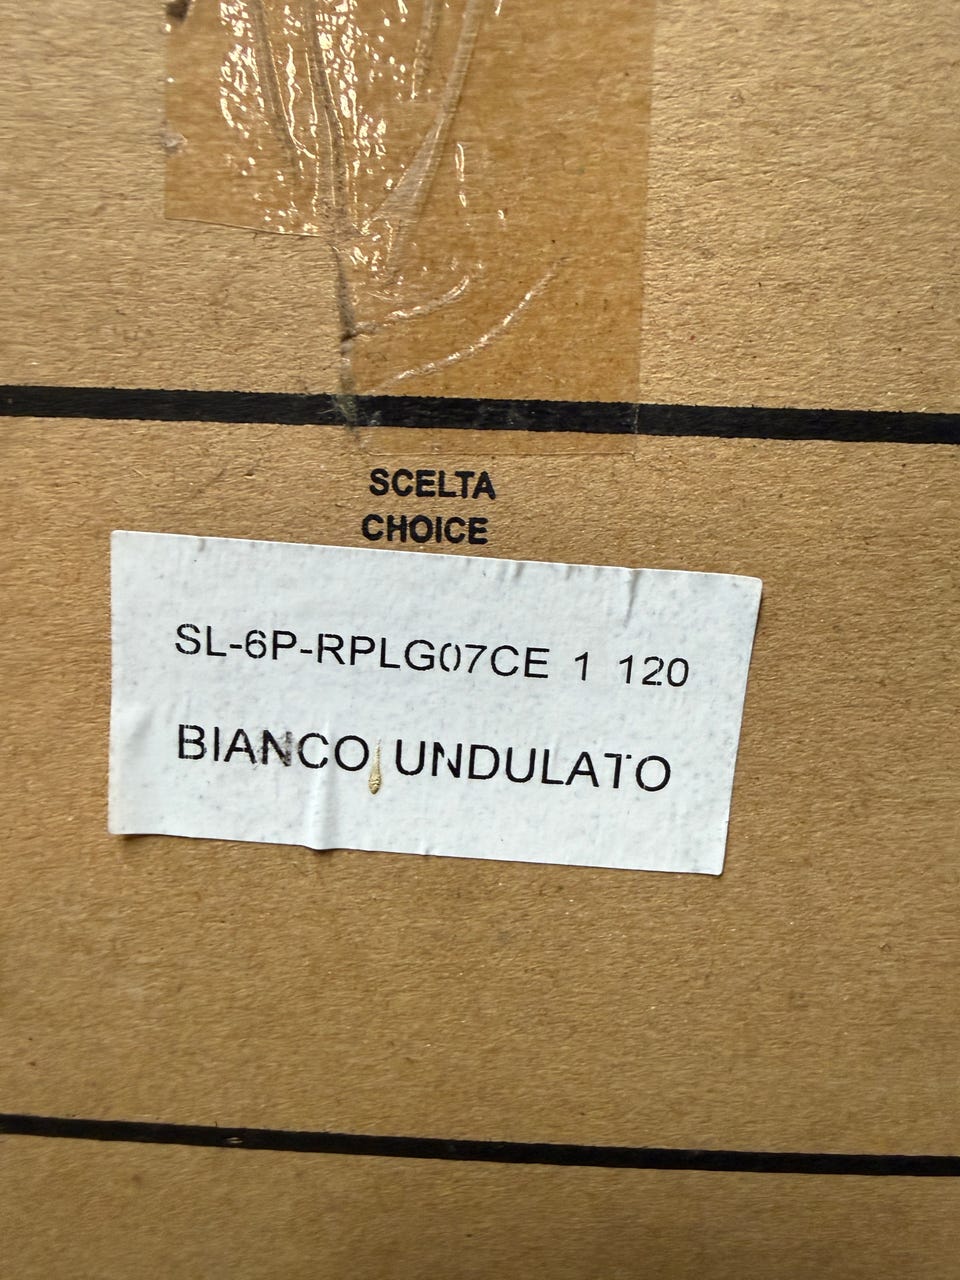 SCELTA
CHOICE
SL-6P-RPLG07CE 1 120
BIANCO UNDULATO